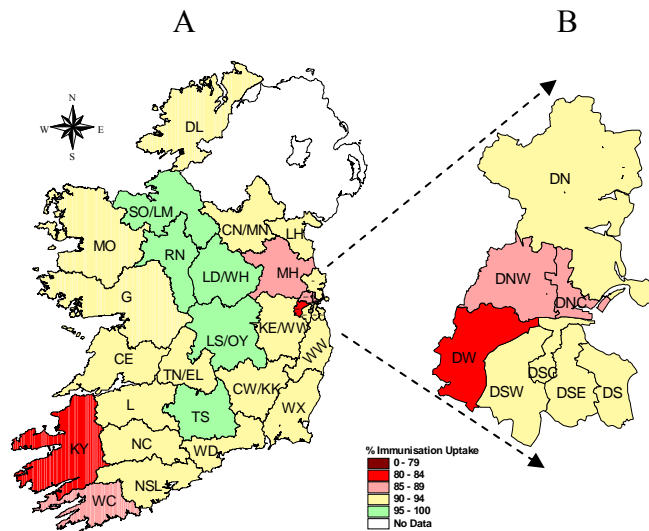 A
B
N
W E
S
DL
SO/LM
CN/MN
LH
MO
RN
LD/WH
MH
G
LS/OY
KE/WW
WW
CE
TN/EL
CW/KK
L
TS
WX
KY
NC
WD
NSL
WC
DN
DNW
DNC
DW
DSC
DSW
DSE
DS
% Immunisation Uptake
0 - 79
80 - 84
85 - 89
90 - 94
95 - 100
No Data